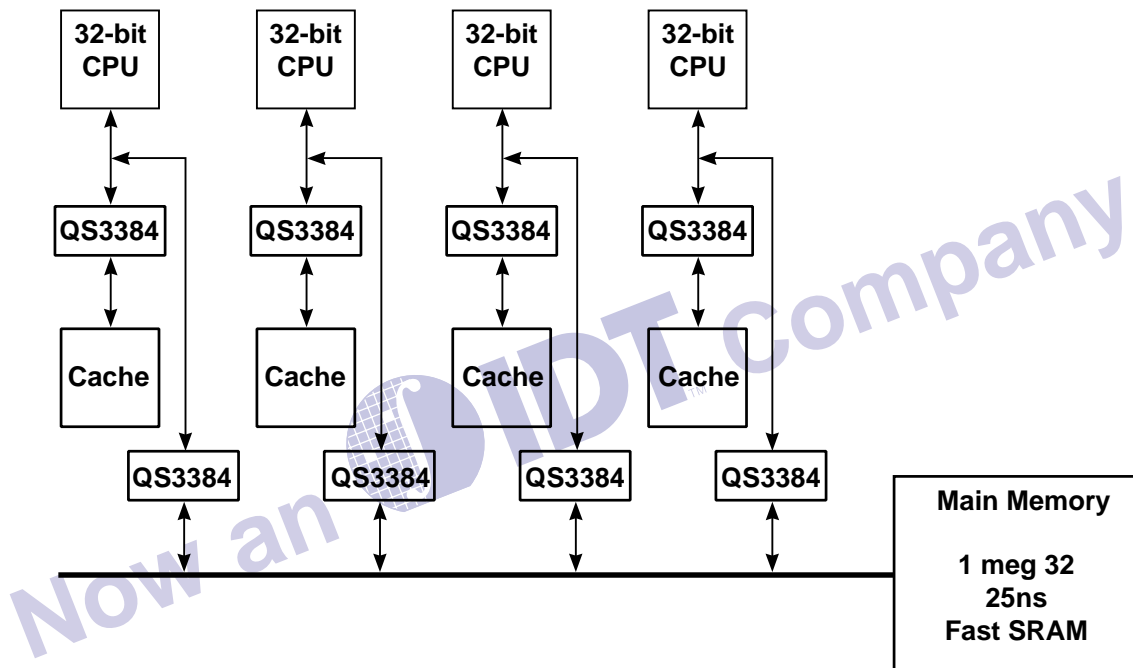 32-bit
CPU
32-bit
CPU
32-bit
CPU
32-bit
CPU
QS3384
QS3384
QS3384
QS3384
Cache
Cache
Cache
Cache
QS3384
QS3384
QS3384
QS3384
Main Memory
1 meg 32
25ns
Fast SRAM
Now an IDT™ Company